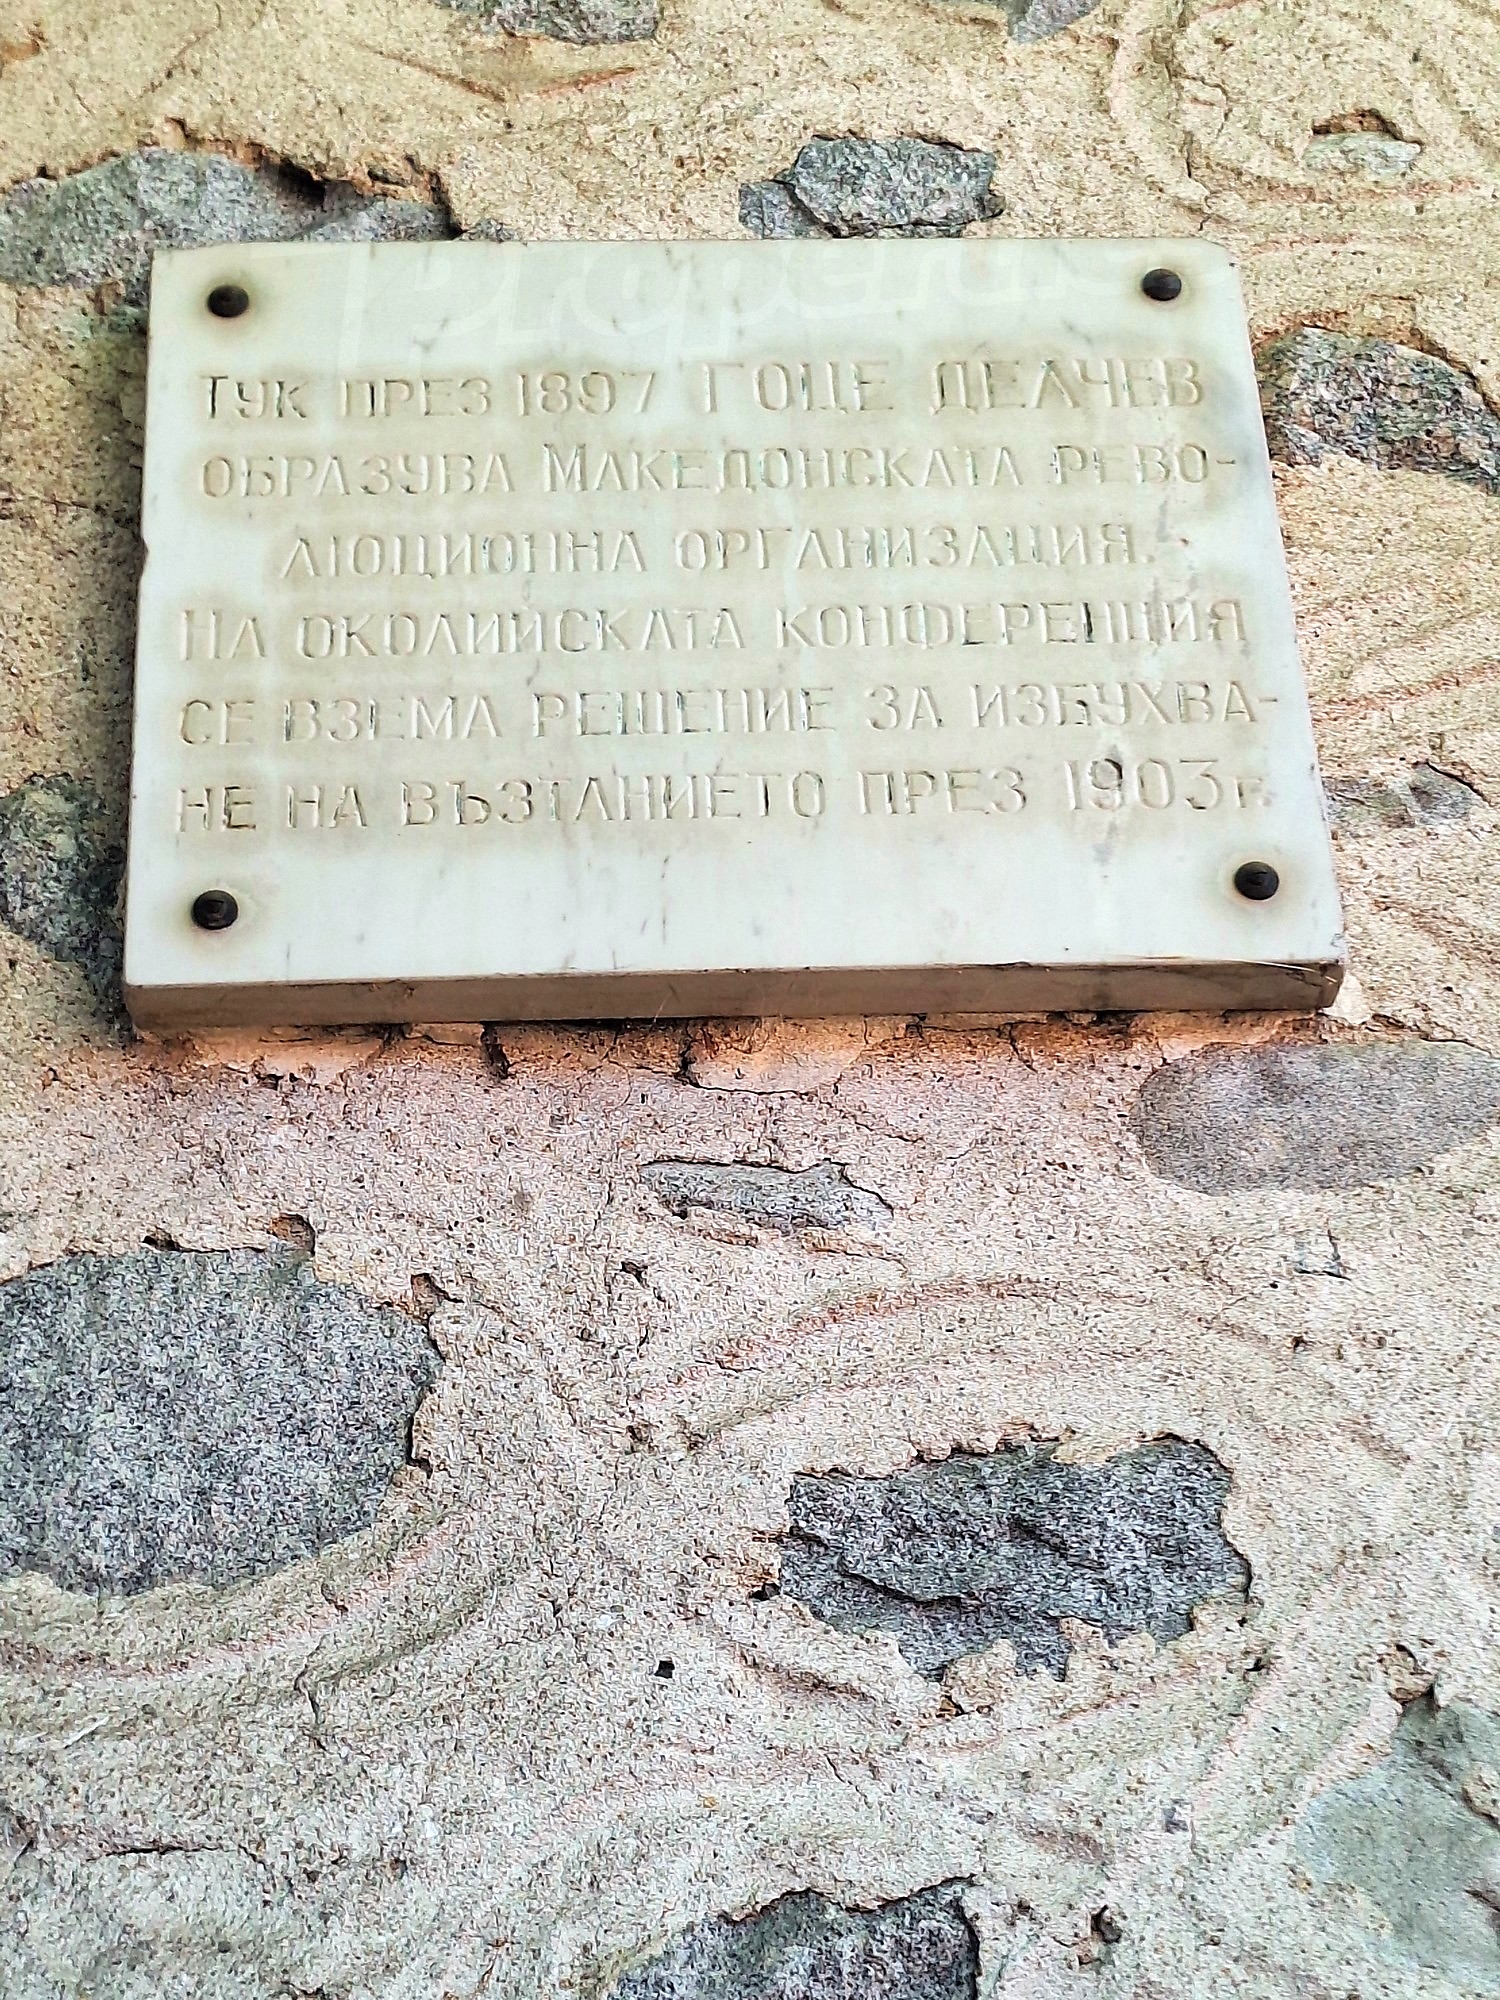 ТУК ПРЕЗ 1897 ГОЦЕ ДЕЛЧЕВ
ОБРАЗУВА МАКЕДОНСКАТА РЕВО-
ЛЮЦИОННА ОРГАНИЗАЦИЯ.
НА ОКОЛИЙСКАТА КОНФЕРЕНЦИЯ
СЕ ВЗЕМА РЕШЕНИЕ ЗА ИЗБУХВА-
НЕ НА ВЪЗТАНИЕТО ПРЕЗ 1903 г.